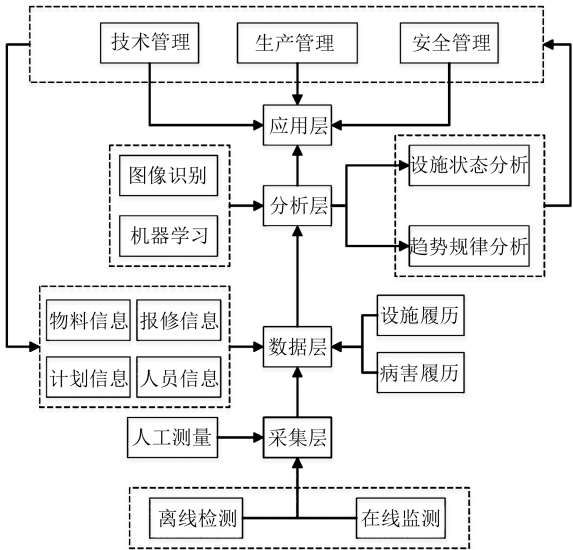 技术管理
生产管理
安全管理
应用层
图像识别
机器学习
分析层
设施状态分析
趋势规律分析
物料信息
报修信息
计划信息
人员信息
数据层
设施履历
病害履历
人工测量
采集层
离线检测
在线监测